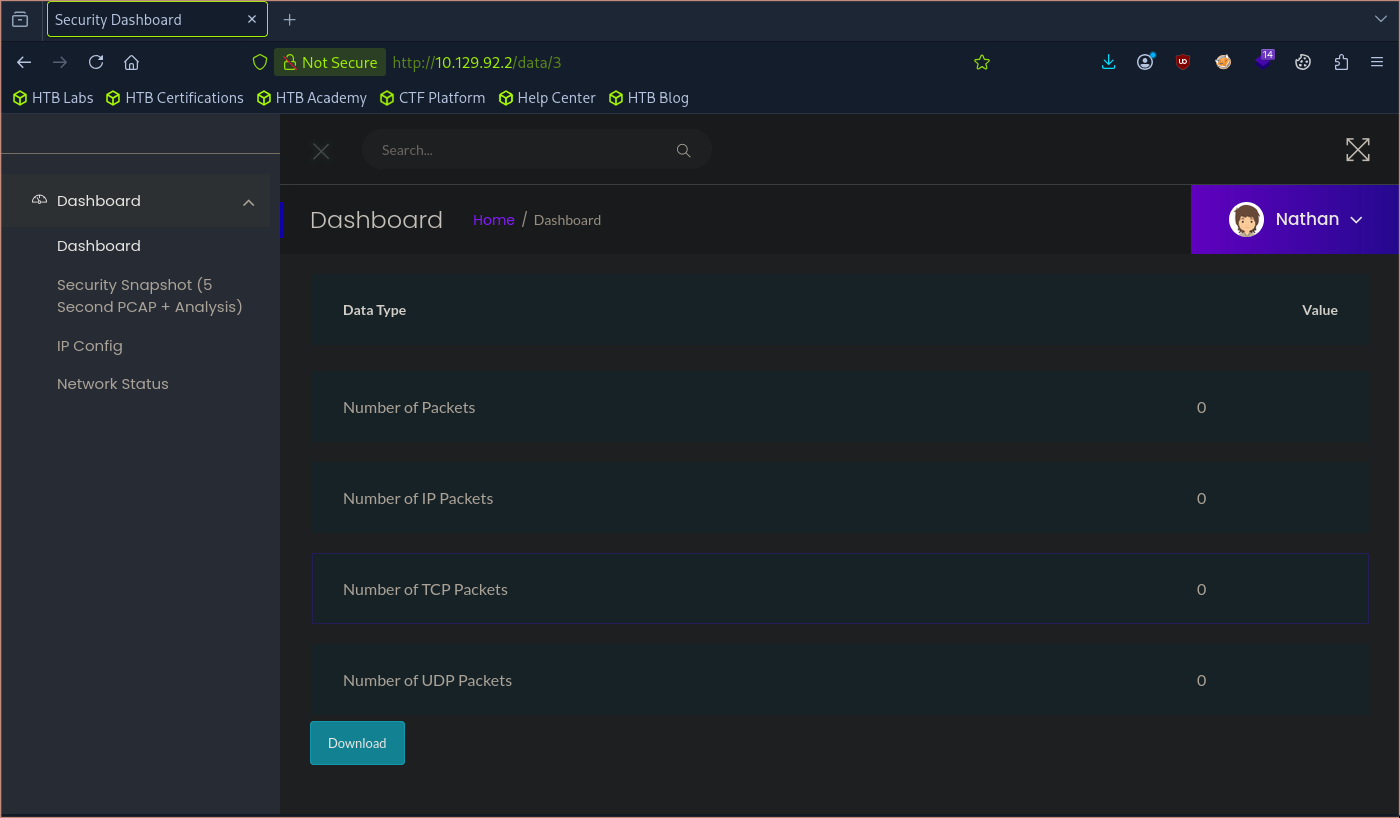 Security Dashboard
Not Secure http://10.129.92.2/data/3
14
HTB Labs HTB Certifications HTB Academy CTF Platform Help Center HTB Blog
Search...
Dashboard
Dashboard
Security Snapshot (5
Second PCAP + Analysis)
IP Config
Network Status
Dashboard Home / Dashboard
Nathan
Data Type Value
Number of Packets 0
Number of IP Packets 0
Number of TCP Packets 0
Number of UDP Packets 0
Download